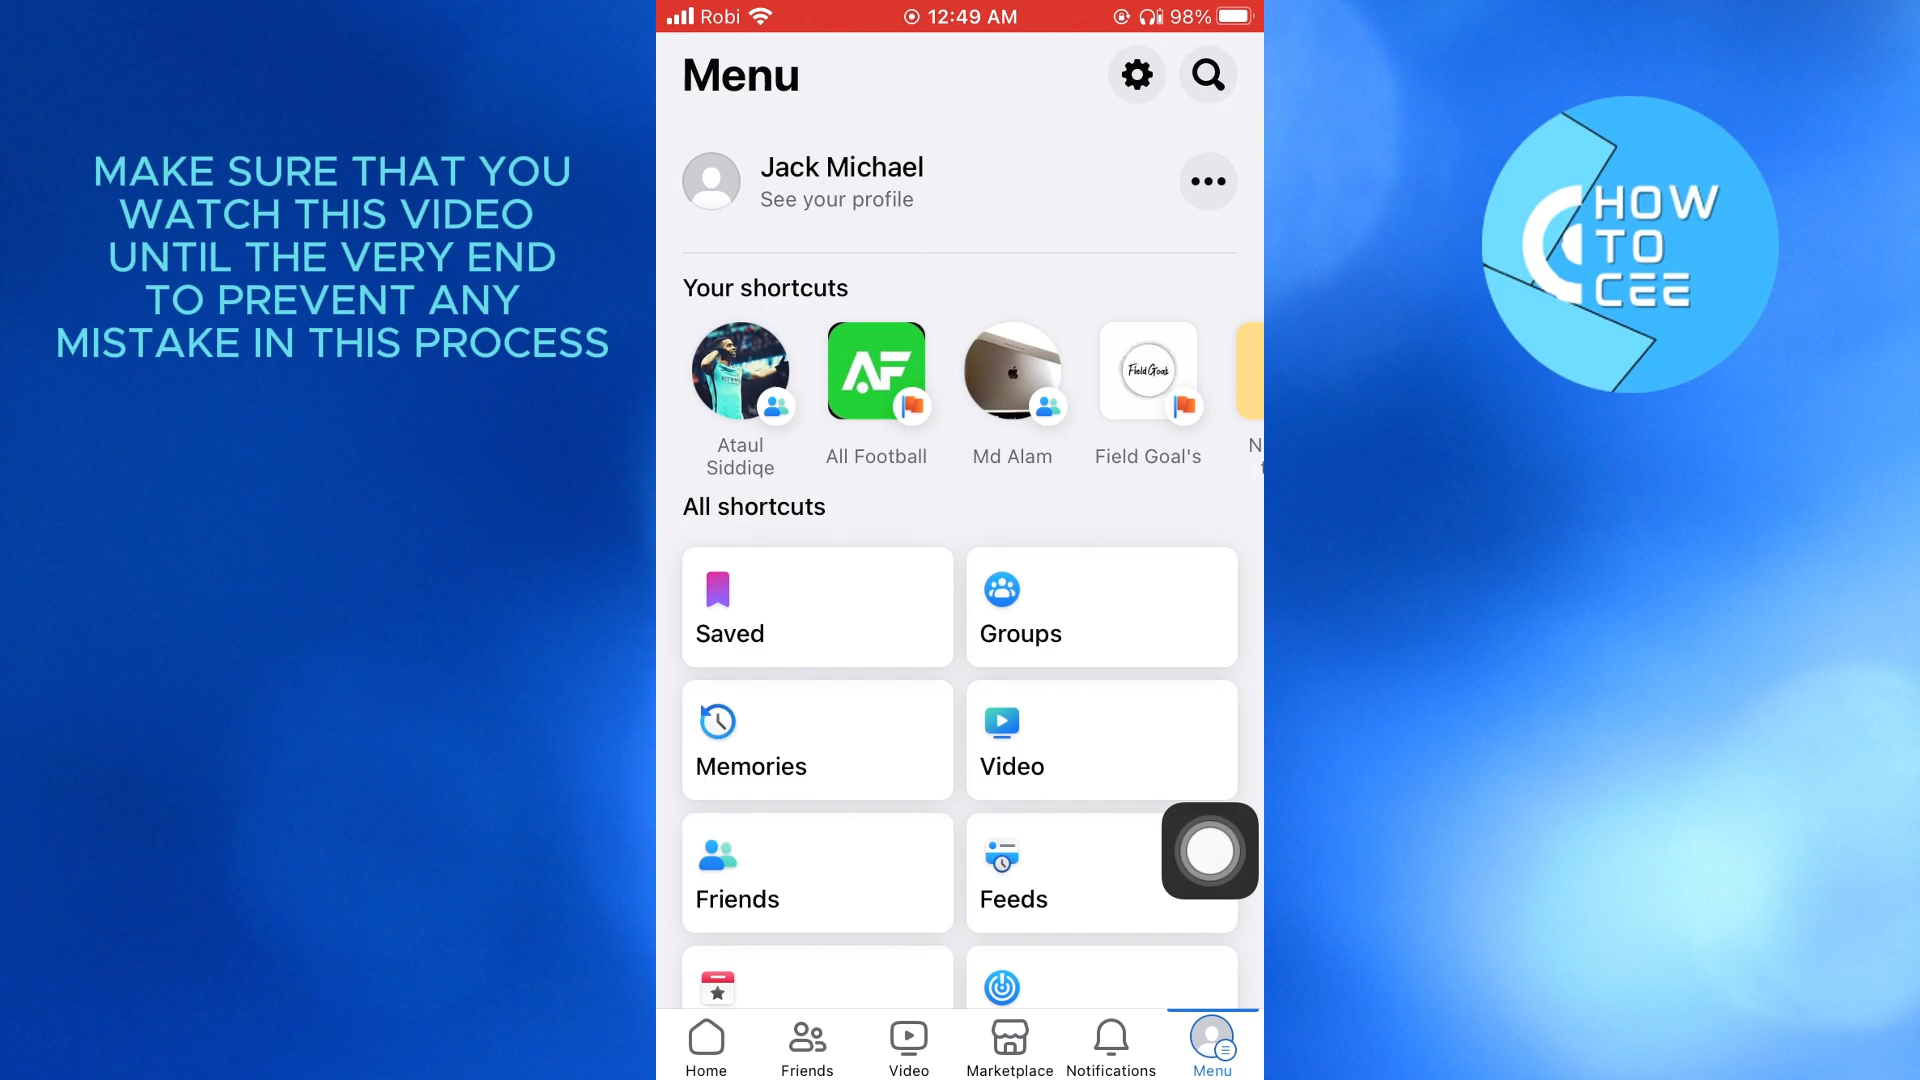 MAKE SURE THAT YOU
WATCH THIS VIDEO
UNTIL THE VERY END
TO PREVENT ANY
MISTAKE IN THIS PROCESS
Robi
12:49 AM
98%
Menu
Jack Michael
See your profile
Your shortcuts
AF
Field Goals
Ataul
Siddiqe
All Football
Md Alam
Field Goal's
N
All shortcuts
Saved
Groups
Memories
Video
Friends
Feeds
Home
Friends
Video
Marketplace
Notifications
Menu
HOW
TO
CEE